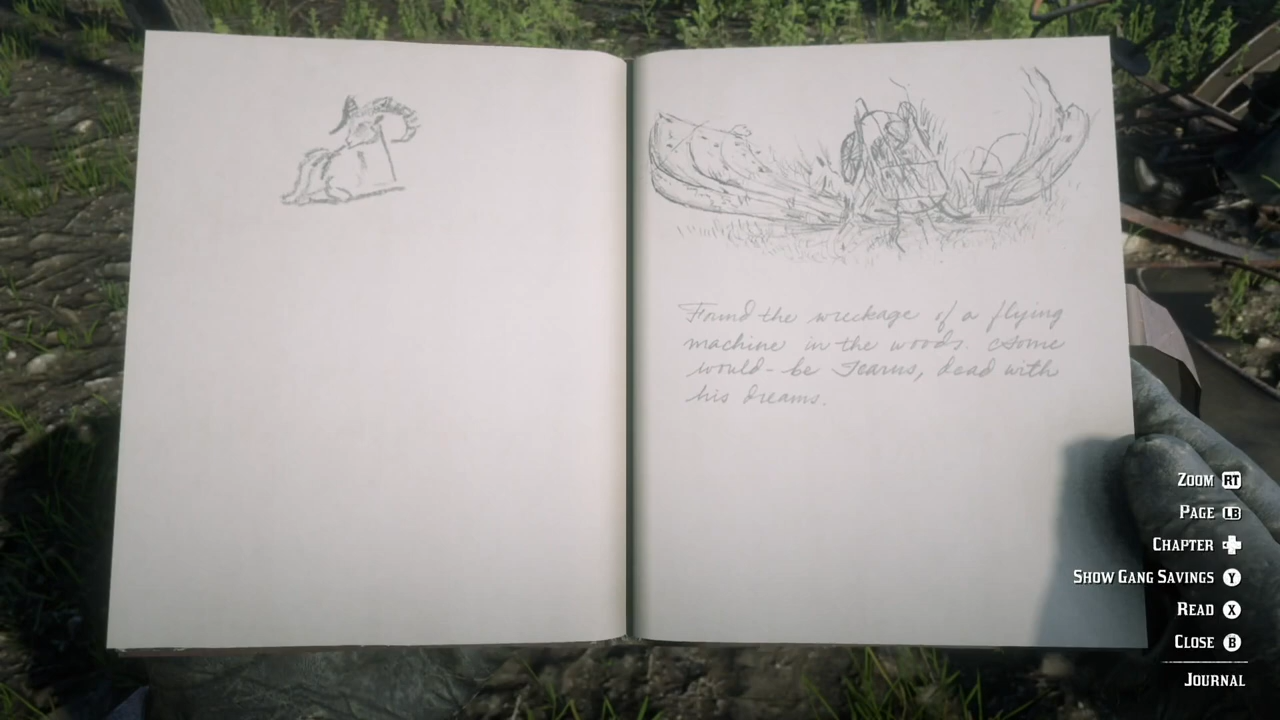 Found the wreckage of a flying
machine in the woods. Some
would-be Icarus, dead with
his dreams.
ZOOM RT
PAGE LB
CHAPTER
SHOW GANG SAVINGS Y
READ X
CLOSE B
JOURNAL